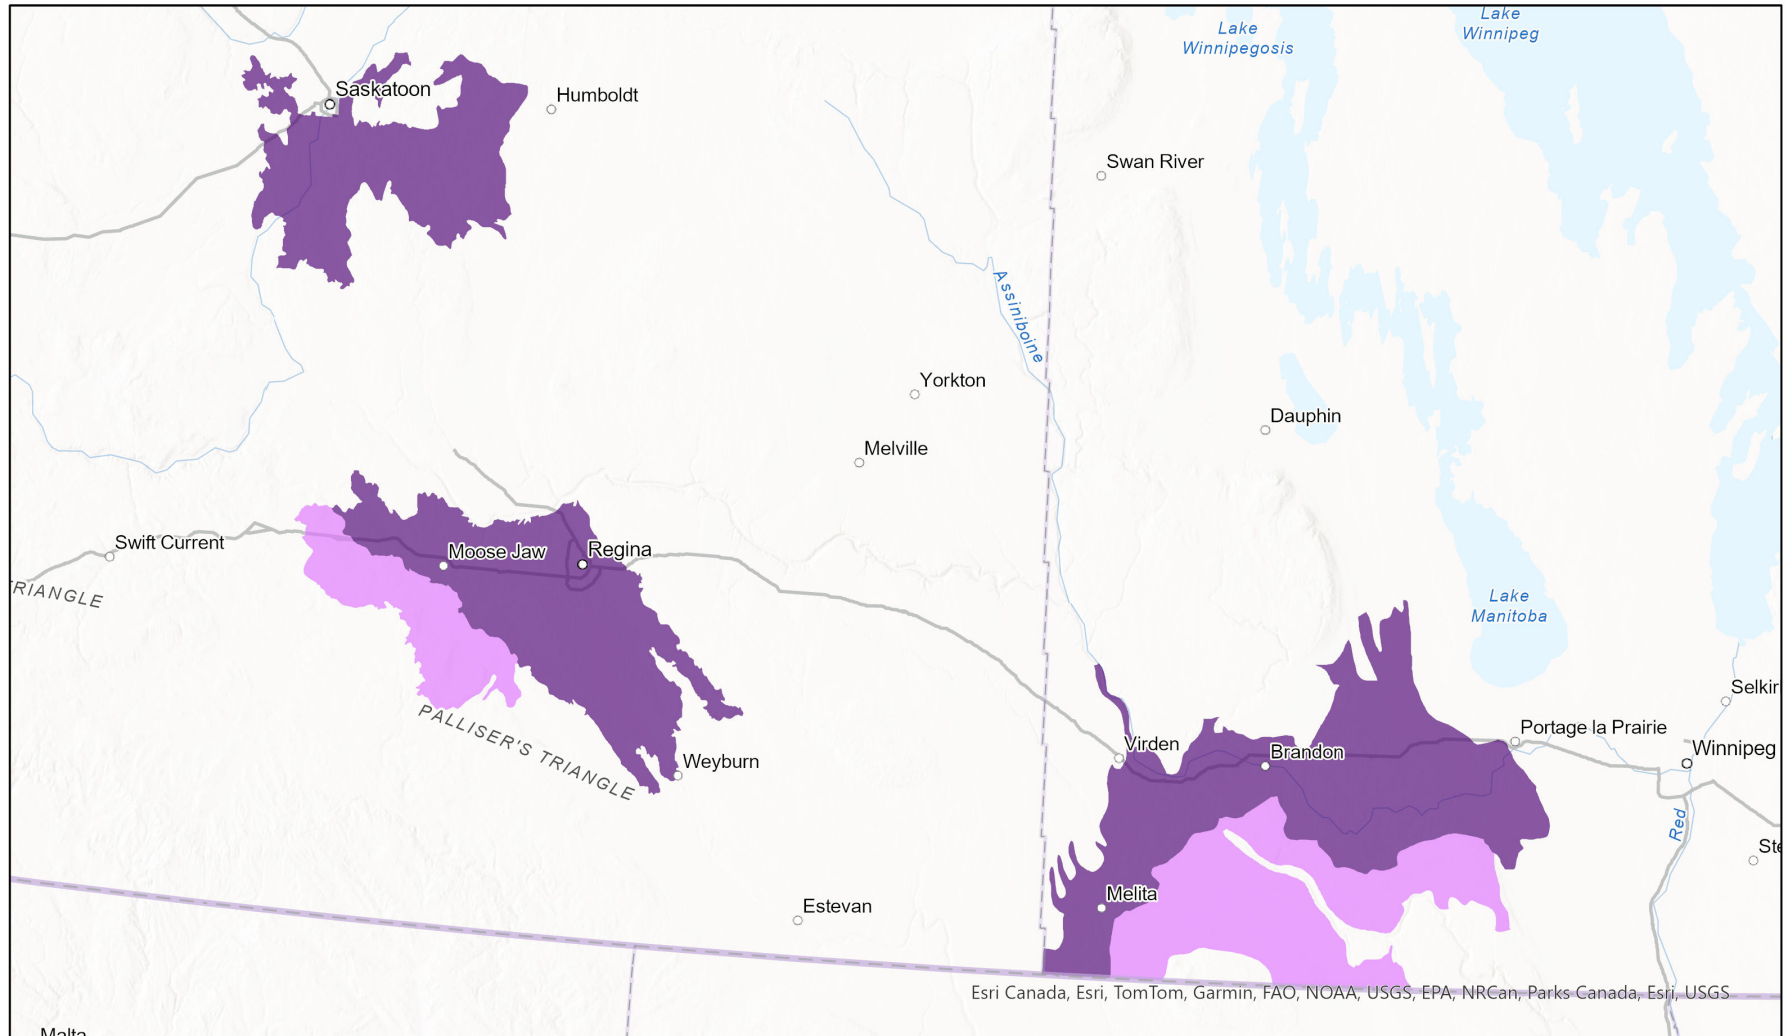 Lake
Winnipegosis
Lake
Winnipeg
Saskatoon
Humboldt
Swan River
Assiniboine
Yorkton
Dauphin
Melville
Swift Current
Moose Jaw
Regina
RIANGLE
Lake
Manitoba
Selkir
PALLISER'S TRIANGLE
Portage la Prairie
Virden
Brandon
Winnipeg
Weyburn
Red
Ste
Melita
Estevan
Esri Canada, Esri, TomTom, Garmin, FAO, NOAA, USGS, EPA, NRCan, Parks Canada, Esri, USGS
Malta